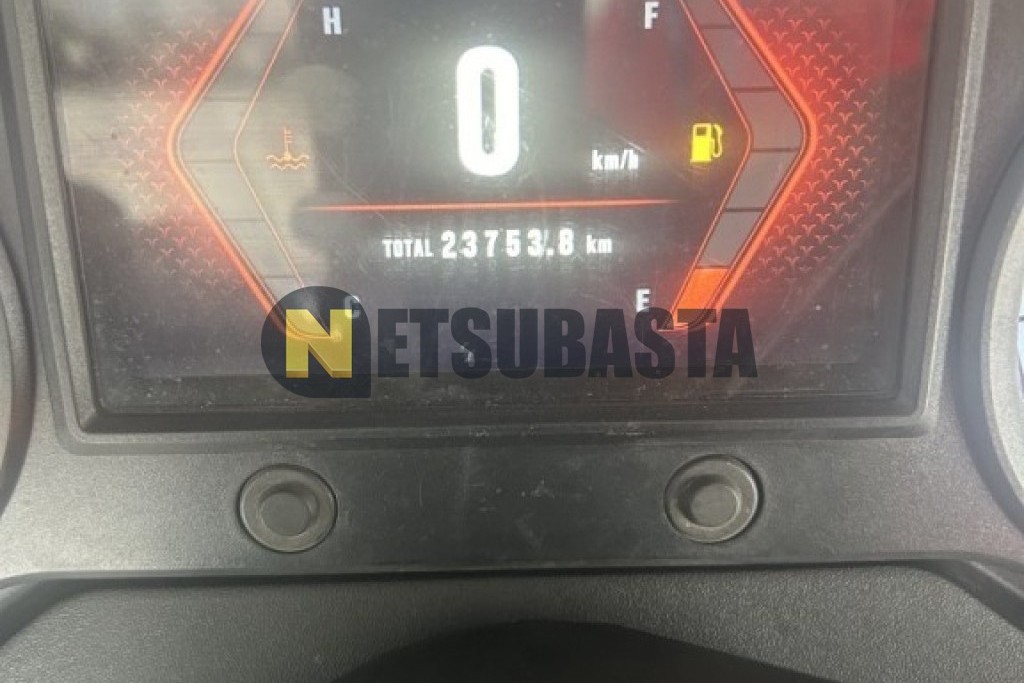 H F
0
km/h
TOTAL 23753.8 km
C E
NETSUBASTA